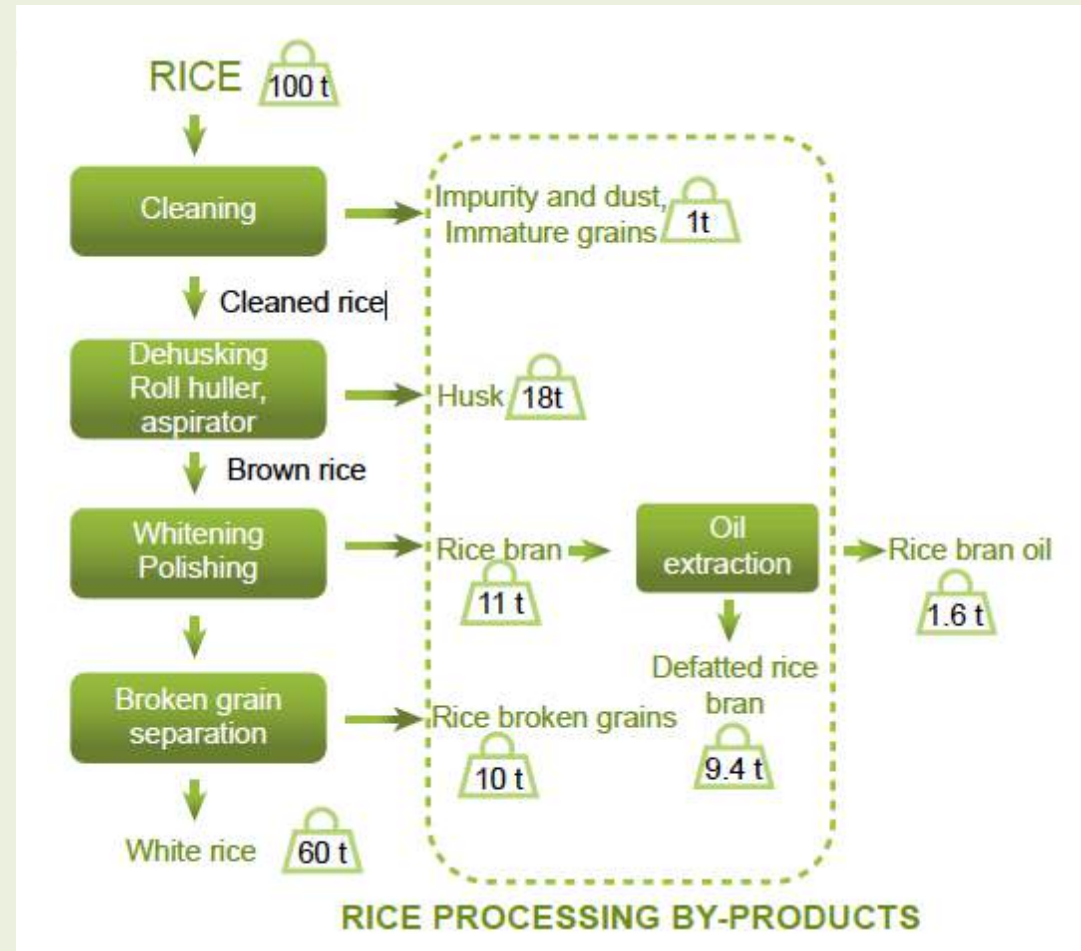 RICE
100 t
Cleaning
Impurity and dust,
Immature grains
1t
Cleaned rice
Dehusking
Roll huller,
aspirator
Husk
18t
Brown rice
Whitening
Polishing
Rice bran
11 t
Oil
extraction
Rice bran oil
1.6 t
Defatted rice
bran
9.4 t
Broken grain
separation
Rice broken grains
10 t
White rice
60 t
RICE PROCESSING BY-PRODUCTS